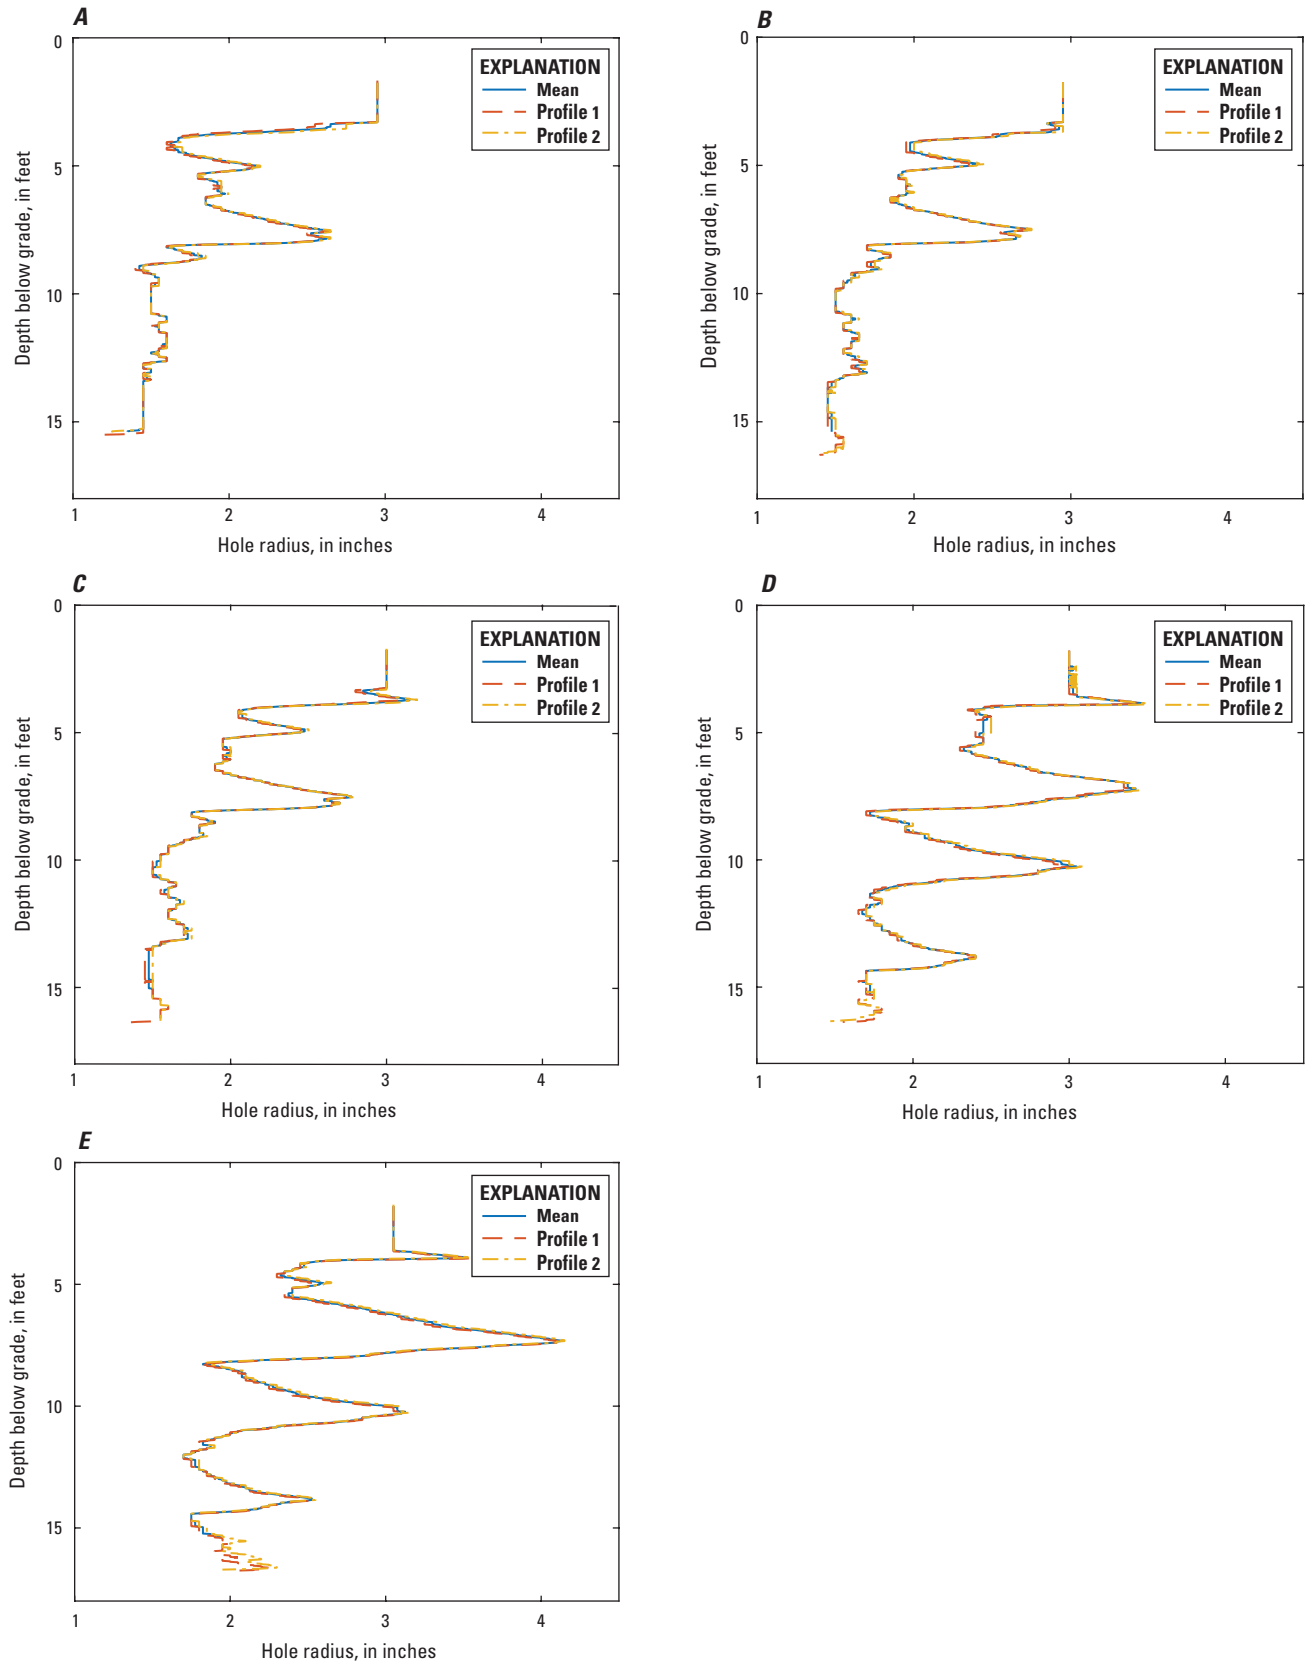 A
EXPLANATION
Mean
Profile 1
Profile 2
0
5
10
15
1 2 3 4
Depth below grade, in feet
Hole radius, in inches
B
EXPLANATION
Mean
Profile 1
Profile 2
0
5
10
15
1 2 3 4
Depth below grade, in feet
Hole radius, in inches
C
EXPLANATION
Mean
Profile 1
Profile 2
0
5
10
15
1 2 3 4
Depth below grade, in feet
Hole radius, in inches
D
EXPLANATION
Mean
Profile 1
Profile 2
0
5
10
15
1 2 3 4
Depth below grade, in feet
Hole radius, in inches
E
EXPLANATION
Mean
Profile 1
Profile 2
0
5
10
15
1 2 3 4
Depth below grade, in feet
Hole radius, in inches